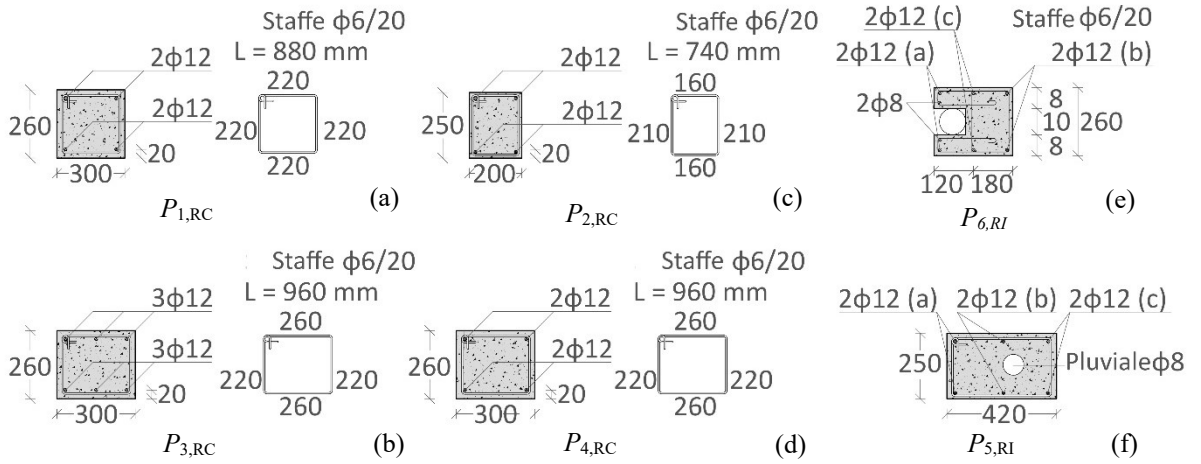 Staffe ϕ6/20
L = 880 mm
2ϕ12
2ϕ12
260
20
300
220
220
220
220
P1,RC
(a)
Staffe ϕ6/20
L = 740 mm
2ϕ12
2ϕ12
250
20
200
160
210
210
160
P2,RC
(c)
2ϕ12 (c)
Staffe ϕ6/20
2ϕ12 (a)
2ϕ12 (b)
2ϕ8
8
10
8
260
120
180
P6,RI
(e)
Staffe ϕ6/20
L = 960 mm
3ϕ12
3ϕ12
260
20
300
260
220
220
260
P3,RC
(b)
Staffe ϕ6/20
L = 960 mm
2ϕ12
2ϕ12
260
20
300
260
220
220
260
P4,RC
(d)
2ϕ12 (a)
2ϕ12 (b)
2ϕ12 (c)
250
Pluvialeϕ8
420
P5,RI
(f)